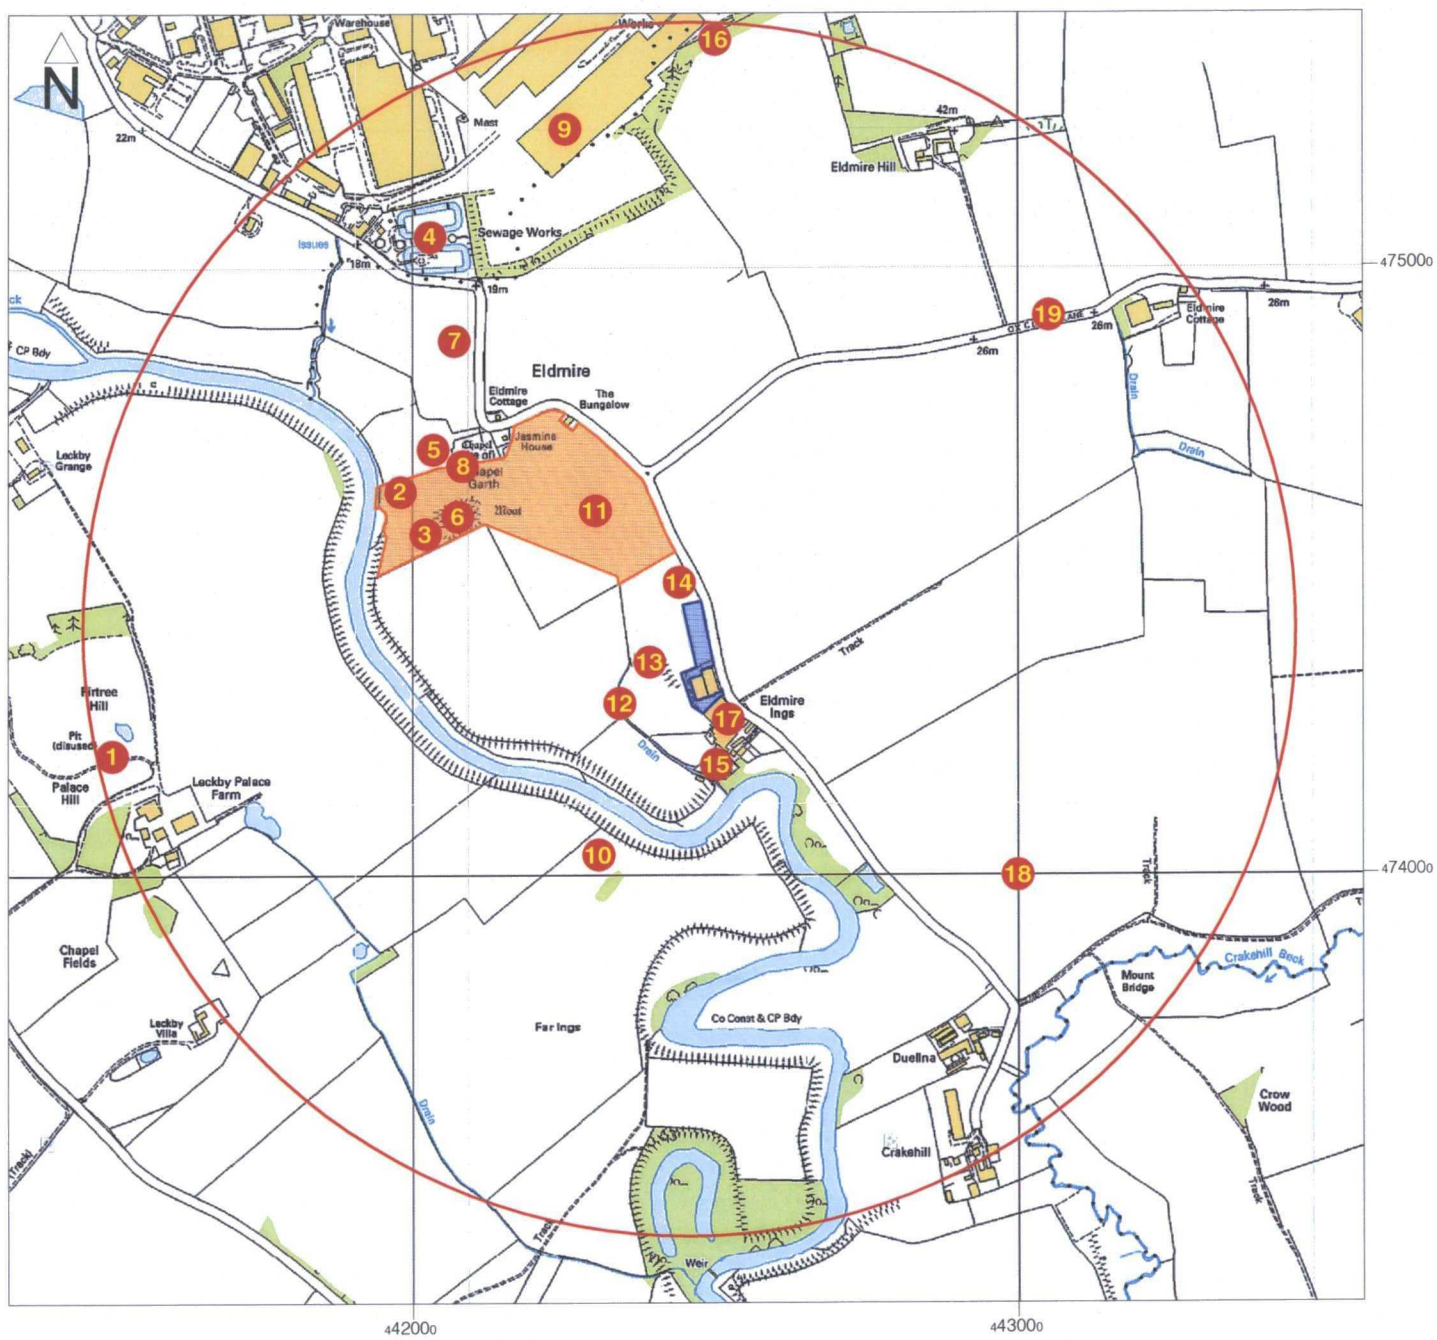 Warehouse
Works
16
N
Mast
9
22m
42m
Eldmire Hill
Issues
4
Sewage Works
18m
19m
475000
ck
CP Bdy
7
19
26m
26m
26m
Eldmire
Cottage
Drain
Drain
Eldmire
Eldmire
Cottage
The
Bungalow
Jasmine
House
Chapel
5
8
Garth
Leckby
Grange
2
3
6
Moat
11
14
13
12
Track
Eldmire
Ings
17
15
Drain
Firtree
Hill
Pit
(disused)
1
Palace
Hill
Leckby Palace
Farm
10
18
474000
Track
Chapel
Fields
Crakehill Beck
Mount
Bridge
Leckby
Villa
Far Ings
Co Const & CP Bdy
Duellna
Crow
Wood
Drain
Crakehill
(Track)
Track
Track
Weir
442000
443000